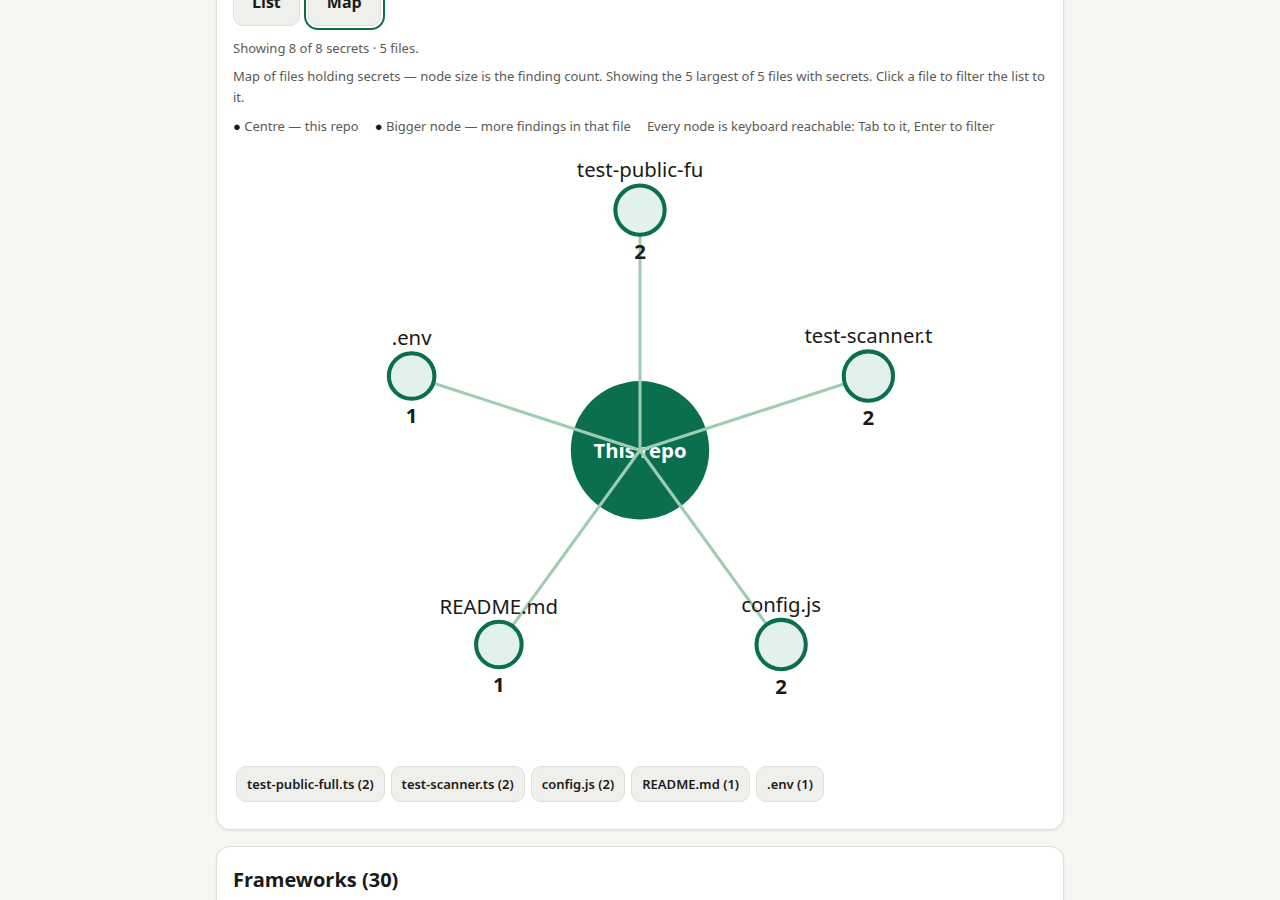 List Map
Showing 8 of 8 secrets · 5 files.
Map of files holding secrets — node size is the finding count. Showing the 5 largest of 5 files with secrets. Click a file to filter the list to
it.
● Centre — this repo ● Bigger node — more findings in that file Every node is keyboard reachable: Tab to it, Enter to filter
test-public-fu
2
.env
1
test-scanner.t
2
This repo
README.md
1
config.js
2
test-public-full.ts (2) test-scanner.ts (2) config.js (2) README.md (1) .env (1)
Frameworks (30)